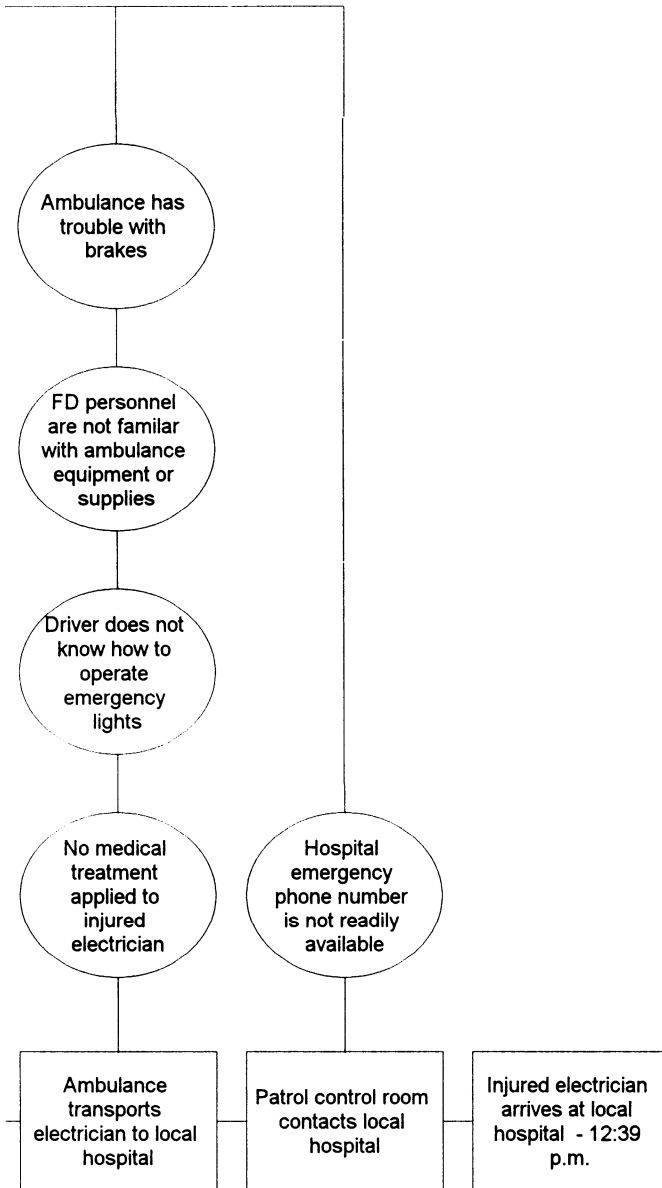 Ambulance has
trouble with
brakes
FD personnel
are not familar
with ambulance
equipment or
supplies
Driver does not
know how to
operate
emergency
lights
No medical
treatment
applied to
injured
electrician
Hospital
emergency
phone number
is not readily
available
Ambulance
transports
electrician to local
hospital
Patrol control room
contacts local
hospital
Injured electrician
arrives at local
hospital - 12:39
p.m.